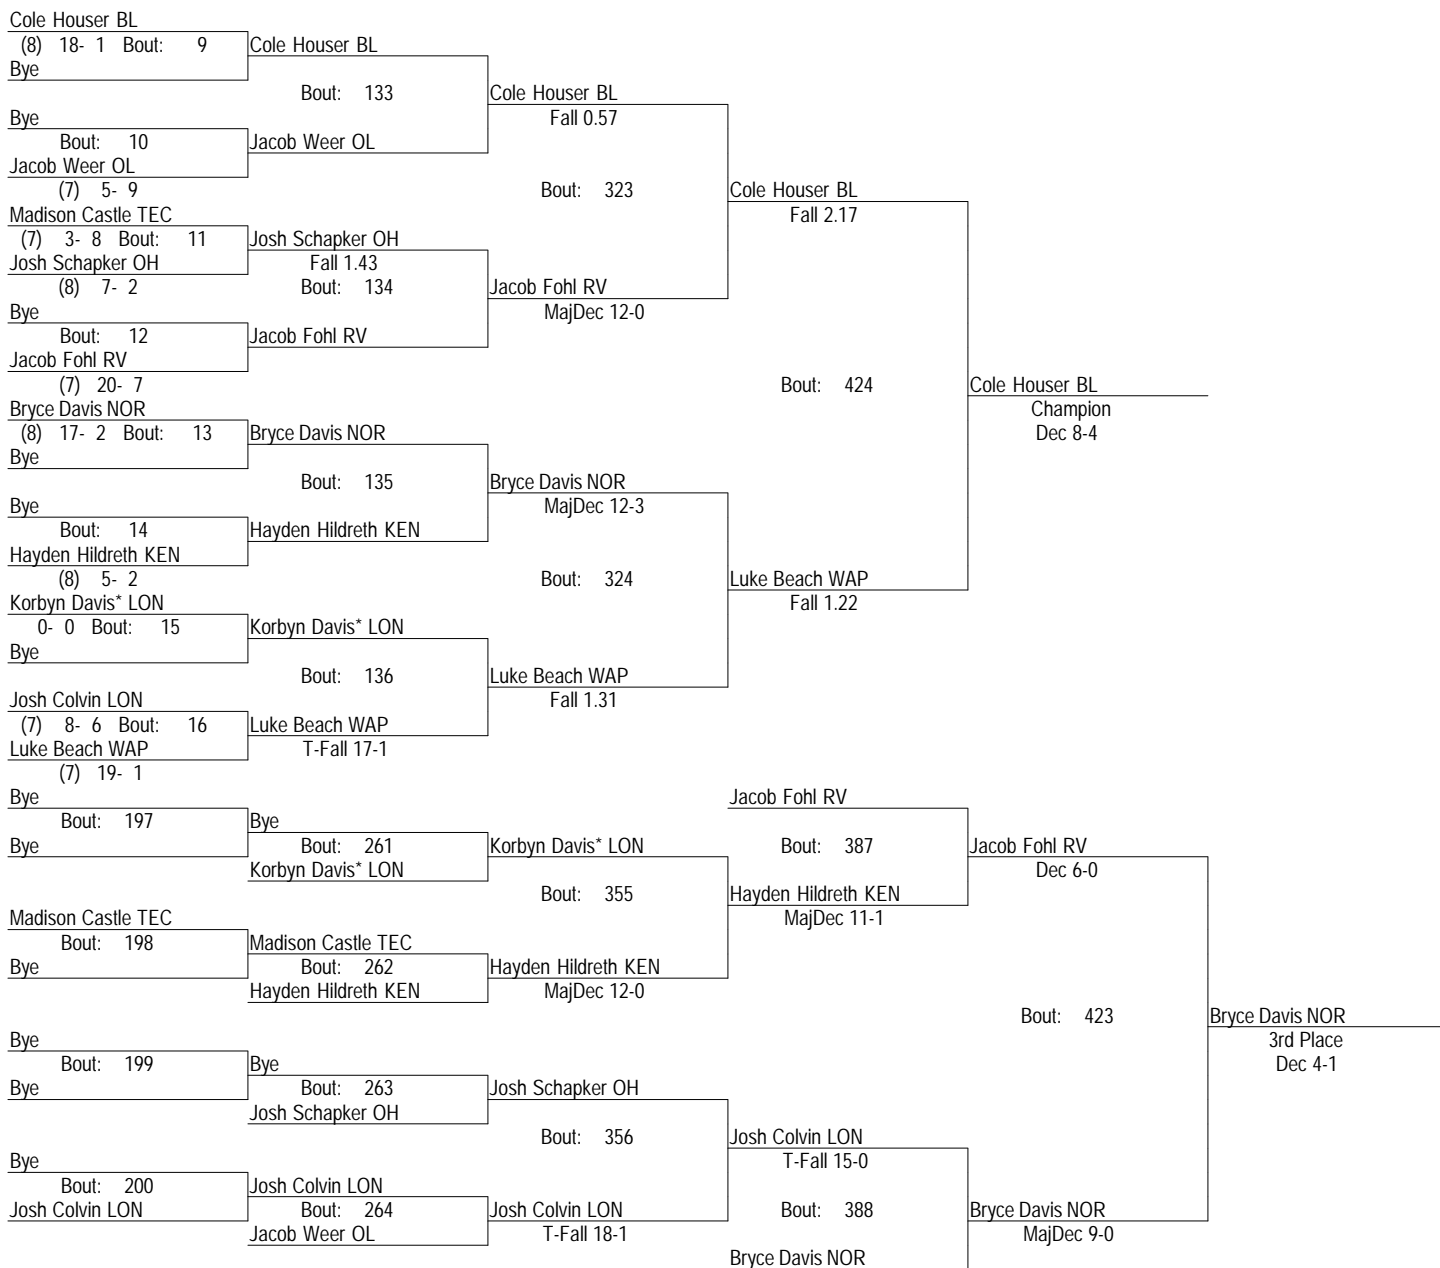 Cole Houser BL
(8) 18- 1 Bout: 9 Cole Houser BL
Bye
Bout: 133 Cole Houser BL
Bye Fall 0.57
Bout: 10 Jacob Weer OL
Jacob Weer OL
(7) 5- 9 Bout: 323 Cole Houser BL
Madison Castle TEC Fall 2.17
(7) 3- 8 Bout: 11 Josh Schapker OH
Josh Schapker OH Fall 1.43
(8) 7- 2 Bout: 134 Jacob Fohl RV
Bye MajDec 12-0
Bout: 12 Jacob Fohl RV
Jacob Fohl RV
(7) 20- 7 Bout: 424 Cole Houser BL
Bryce Davis NOR Champion
(8) 17- 2 Bout: 13 Bryce Davis NOR Dec 8-4
Bye
Bout: 135 Bryce Davis NOR
Bye MajDec 12-3
Bout: 14 Hayden Hildreth KEN
Hayden Hildreth KEN
(8) 5- 2 Bout: 324 Luke Beach WAP
Korbyn Davis* LON Fall 1.22
0- 0 Bout: 15 Korbyn Davis* LON
Bye
Bout: 136 Luke Beach WAP
Josh Colvin LON Fall 1.31
(7) 8- 6 Bout: 16 Luke Beach WAP
Luke Beach WAP T-Fall 17-1
(7) 19- 1
Bye Jacob Fohl RV
Bout: 197 Bye
Bye Bout: 261 Korbyn Davis* LON Bout: 387 Jacob Fohl RV
Korbyn Davis* LON Dec 6-0
Bout: 355 Hayden Hildreth KEN
Madison Castle TEC MajDec 11-1
Bout: 198 Madison Castle TEC
Bye Bout: 262 Hayden Hildreth KEN
Hayden Hildreth KEN MajDec 12-0
Bout: 423 Bryce Davis NOR
Bye 3rd Place
Bout: 199 Bye Dec 4-1
Bye Bout: 263 Josh Schapker OH
Josh Schapker OH
Bout: 356 Josh Colvin LON
Bye T-Fall 15-0
Bout: 200 Josh Colvin LON
Josh Colvin LON Bout: 264 Josh Colvin LON Bout: 388 Bryce Davis NOR
Jacob Weer OL T-Fall 18-1 MajDec 9-0
Bryce Davis NOR